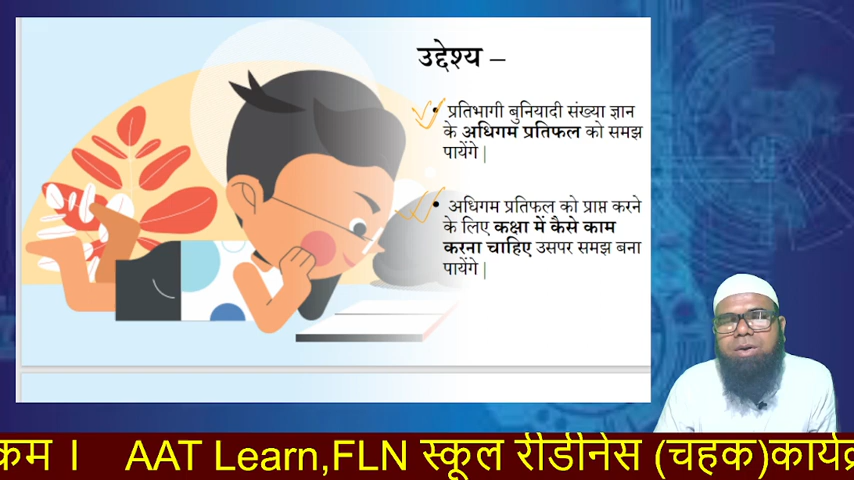 उद्देश्य –
• प्रतिभागी बुनियादी संख्या ज्ञान
के अधिगम प्रतिफल को समझ
पायेंगे |
• अधिगम प्रतिफल को प्राप्त करने
के लिए कक्षा में कैसे काम
करना चाहिए उसपर समझ बना
पायेंगे |
क्रम । AAT Learn,FLN स्कूल रीडीनेस (चहक)कार्यक्र